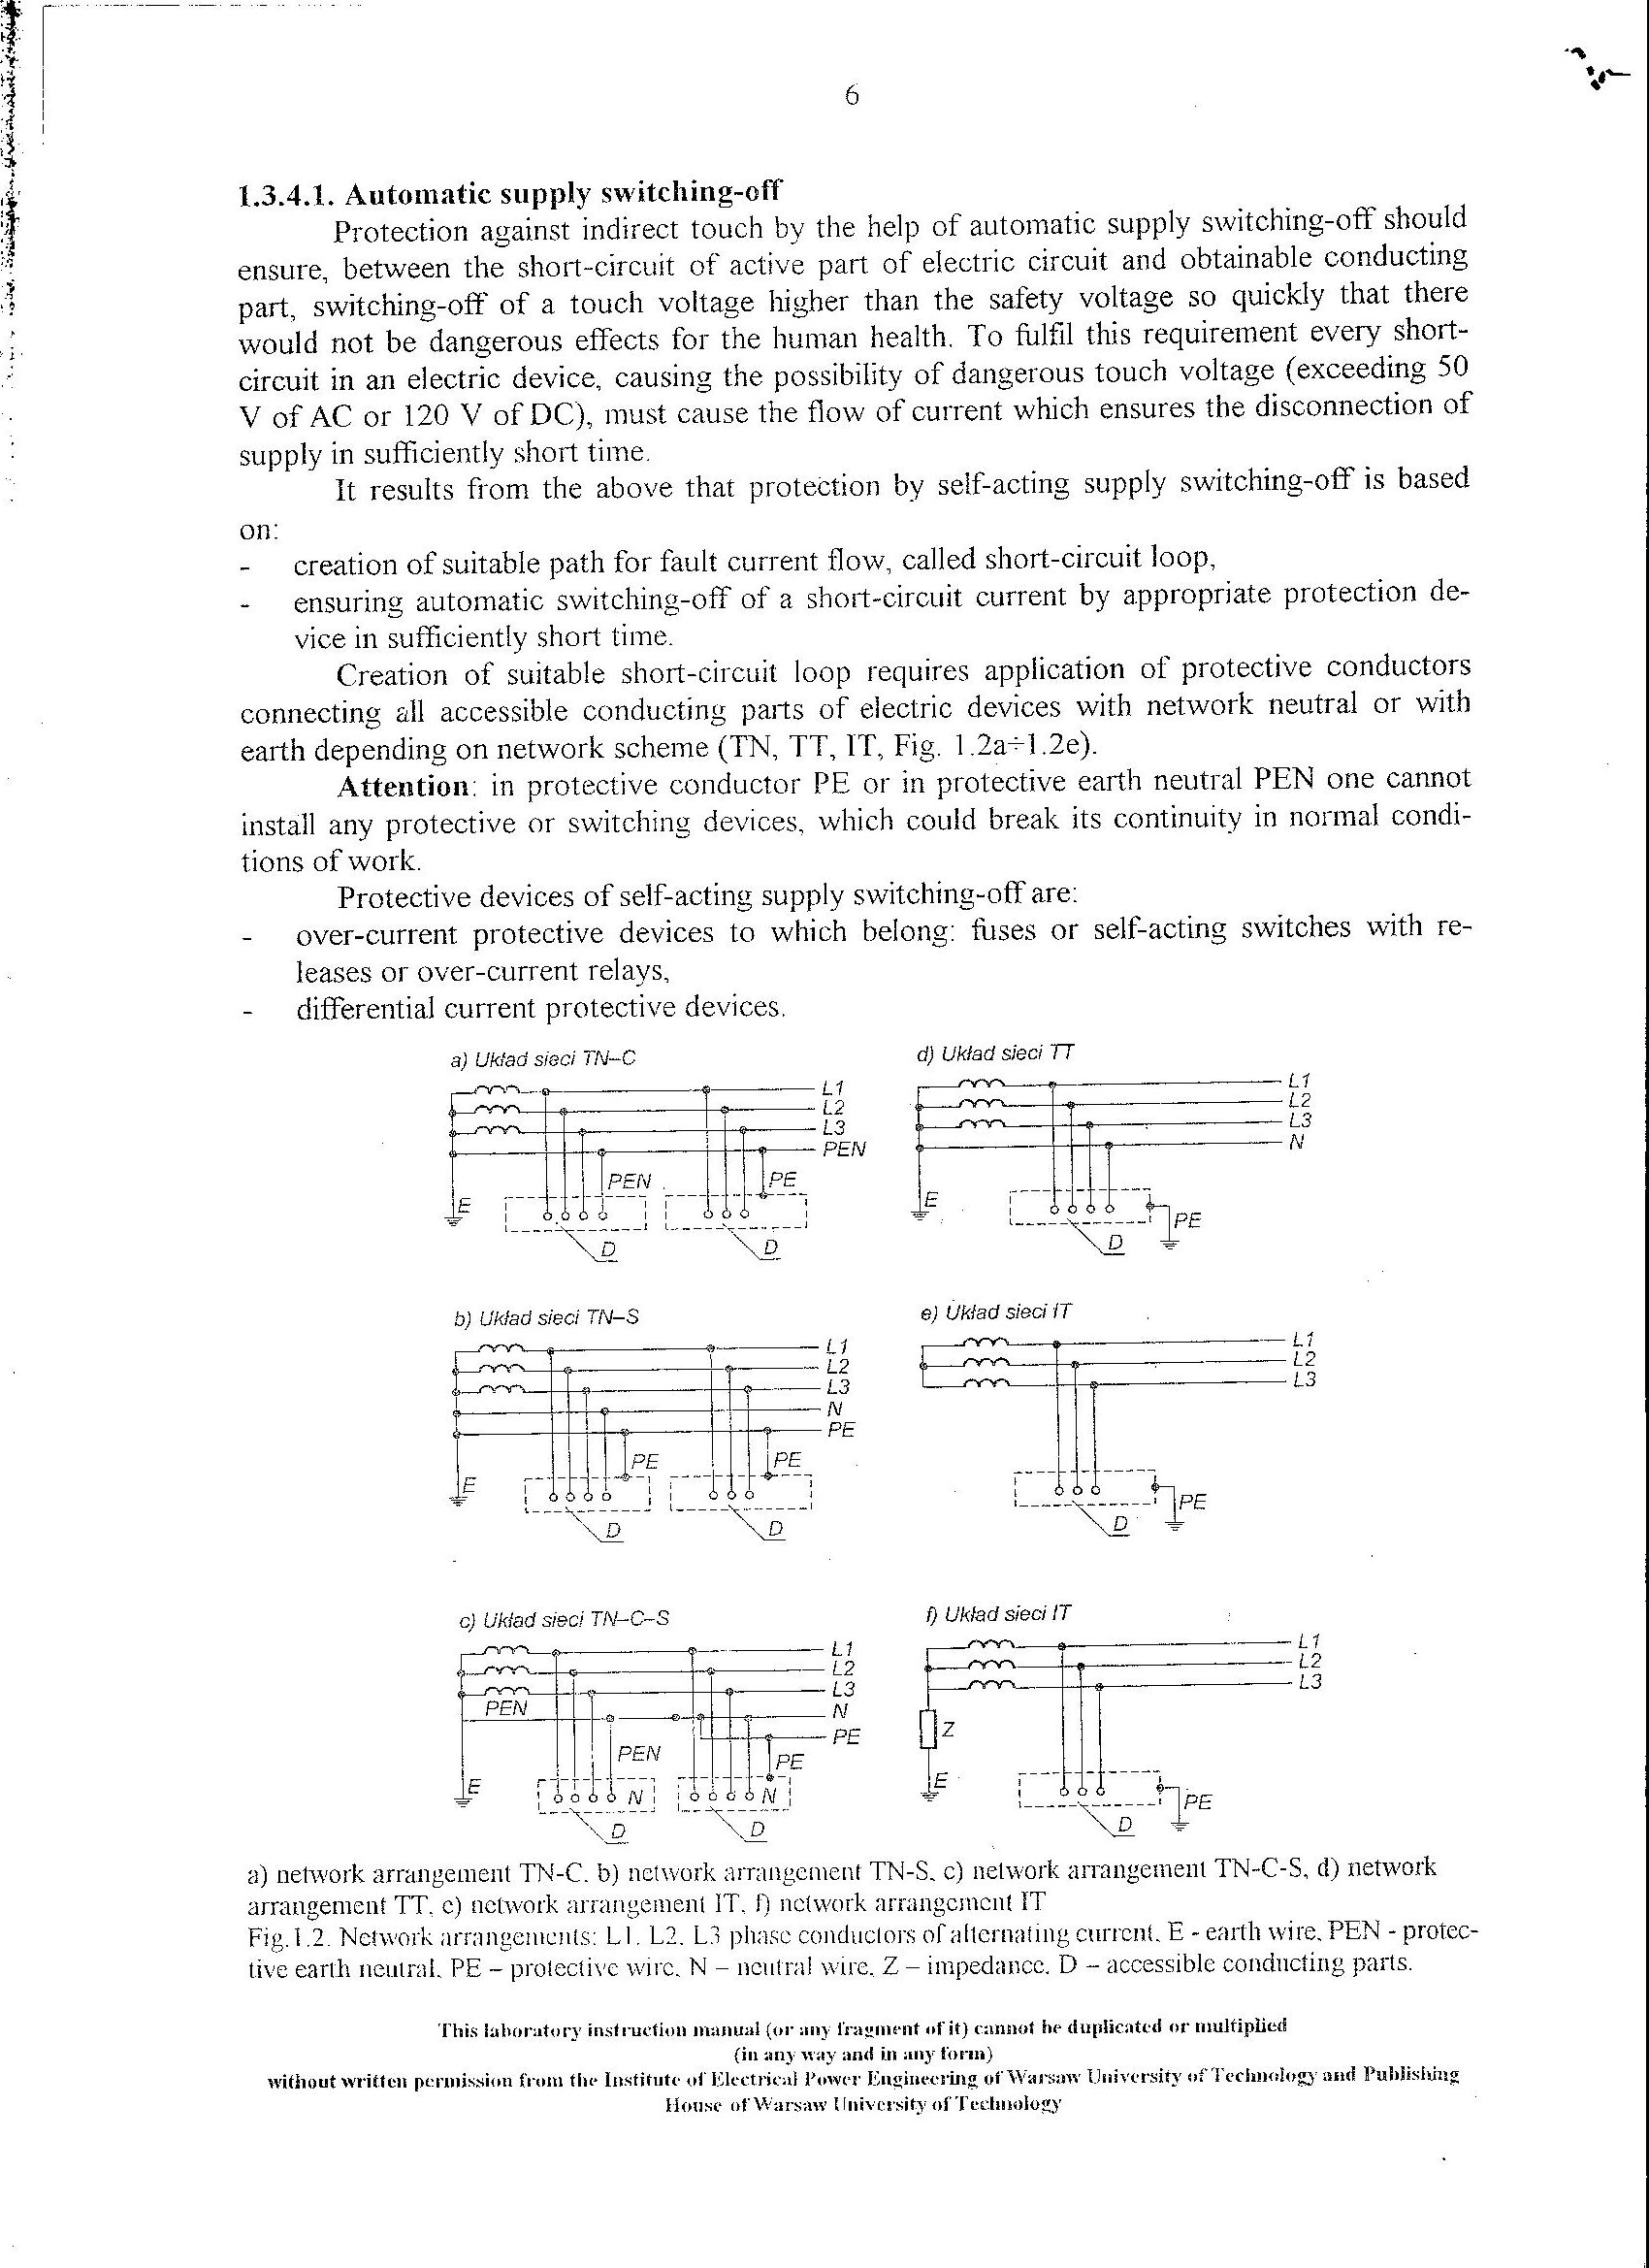 6
1.3.4.1. Automatic supply switching-off
Protection against indirect touch by the help of automatic supply switching-off should
ensure, between the short-circuit of active part of electric circuit and obtainable conducting
part, switching-off of a touch voltage higher than the safety voltage so quickly that there
would not be dangerous effects for the human health. To fulfil this requirement every short-
circuit in an electric device, causing the possibility of dangerous touch voltage (exceeding 50
V of AC or 120 V of DC), must cause the flow of current which ensures the disconnection of
supply in sufficiently short time.
It results from the above that protection by self-acting supply switching-off is based
on:
- creation of suitable path for fault current flow, called short-circuit loop,
- ensuring automatic switching-off of a short-circuit current by appropriate protection de-
vice in sufficiently short time.
Creation of suitable short-circuit loop requires application of protective conductors
connecting all accessible conducting parts of electric devices with network neutral or with
earth depending on network scheme (TN, TT, IT, Fig. 1.2a÷1.2e).
Attention: in protective conductor PE or in protective earth neutral PEN one cannot
install any protective or switching devices, which could break its continuity in normal condi-
tions of work.
Protective devices of self-acting supply switching-off are:
- over-current protective devices to which belong: fuses or self-acting switches with re-
leases or over-current relays,
- differential current protective devices.
a) Układ sieci TN–C
L1
L2
L3
PEN
PEN
PE
E
D
D
d) Układ sieci TT
L1
L2
L3
N
E
PE
D
b) Układ sieci TN–S
L1
L2
L3
N
PE
PE
PE
E
D
D
e) Układ sieci IT
L1
L2
L3
PE
D
c) Układ sieci TN–C–S
L1
L2
L3
PEN
N
PE
PEN
PE
E
N
N
D
D
f) Układ sieci IT
L1
L2
L3
Z
E
PE
D
a) network arrangement TN-C. b) network arrangement TN-S, c) network arrangement TN-C-S, d) network
arrangement TT, e) network arrangement IT, f) network arrangement IT
Fig.1.2. Network arrangements: L1. L2. L3 phase conductors of alternating current. E - earth wire. PEN - protec-
tive earth neutral. PE – protective wire. N – neutral wire. Z – impedance. D – accessible conducting parts.
This laboratory instruction manual (or any fragment of it) cannot be duplicated or multiplied
(in any way and in any form)
without written permission from the Institute of Electrical Power Engineering of Warsaw University of Technology and Publishing
House of Warsaw University of Technology